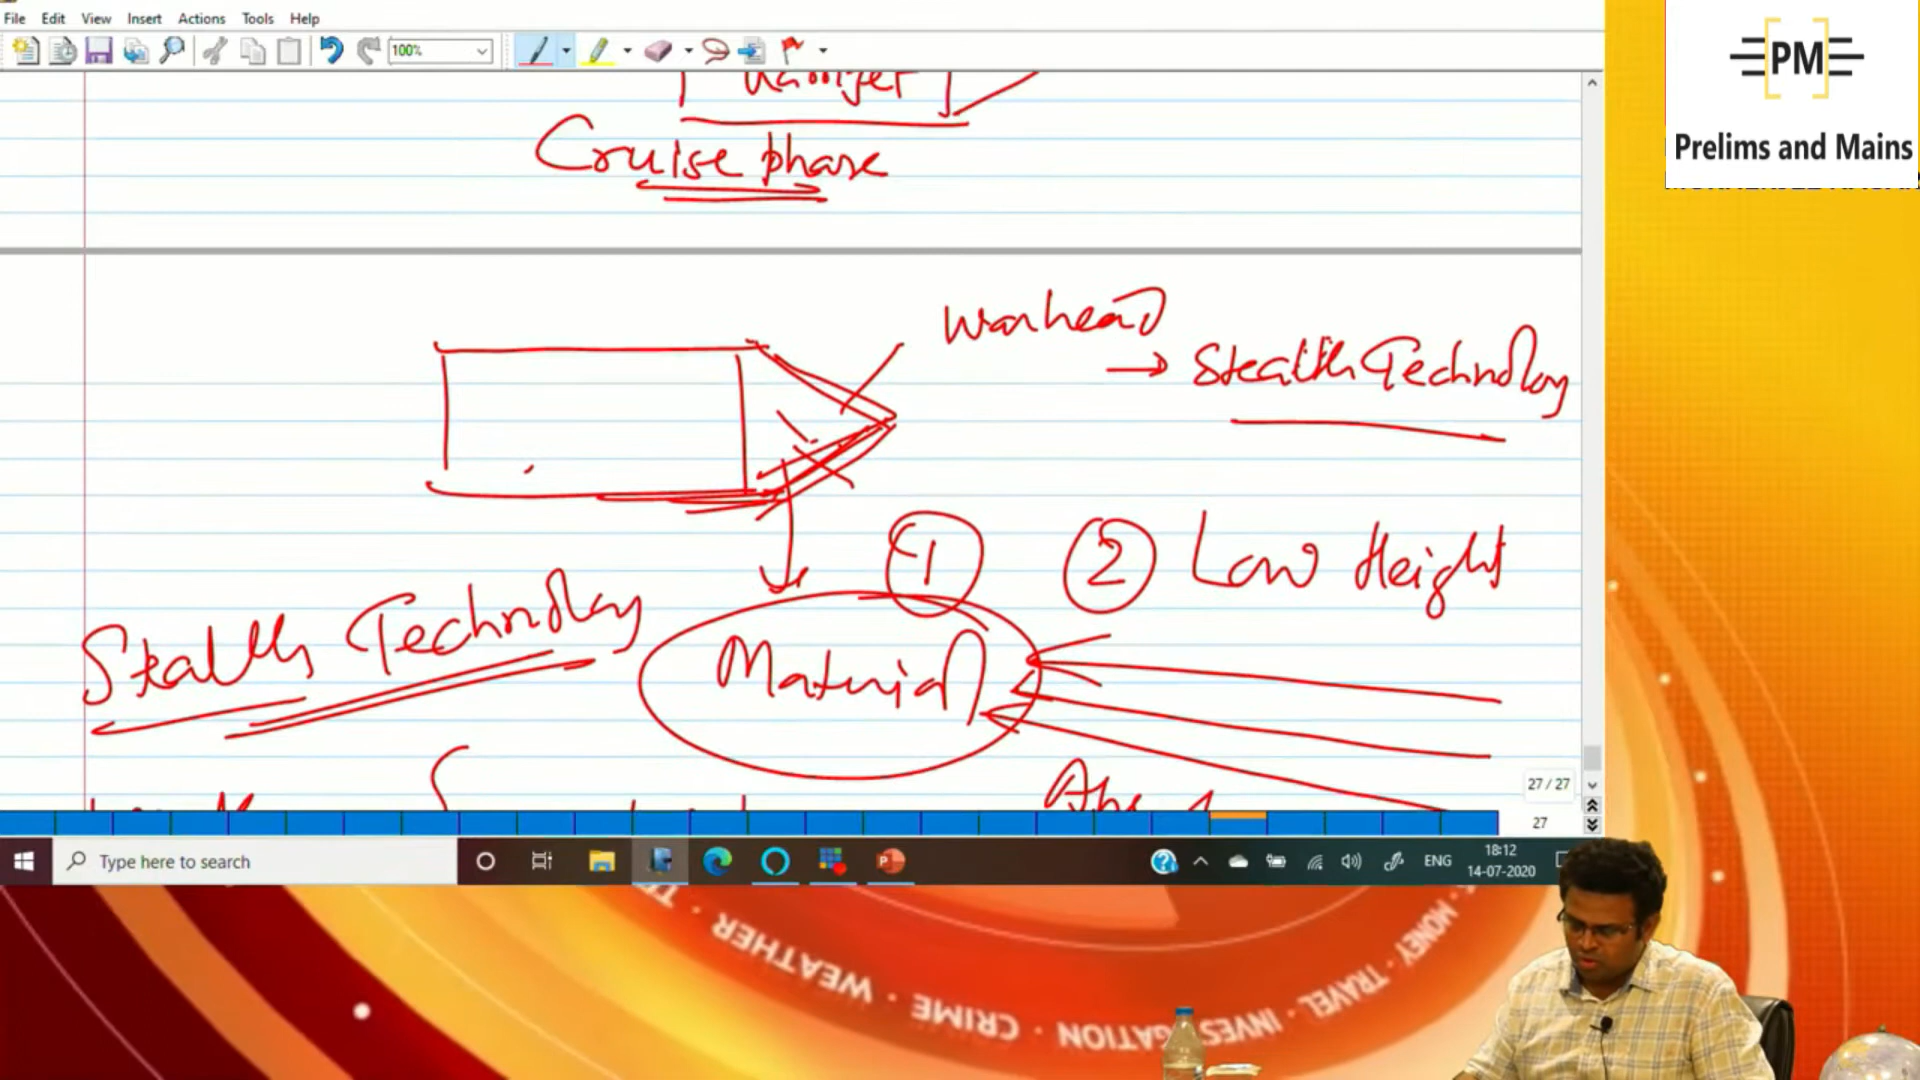 File Edit View Insert Actions Tools Help
PM
100%
Prelims and Mains
Cruise phase
Warhead
→ Stealth Technology
1
2 Low Height
Stealth Technology
Material
27 / 27
27
Type here to search
ENG
18:12
14-07-2020
WEATHER · CRIME ·
· MONEY · TRAVEL ·